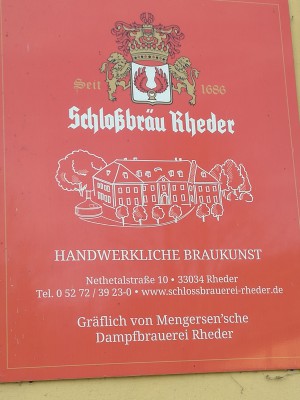 Seit 1686
Schloßbräu Rheder
HANDWERKLICHE BRAUKUNST
Nethetalstraße 10 • 33034 Rheder
Tel. 0 52 72 / 39 23-0 • www.schlossbrauerei-rheder.de
Gräflich von Mengersen'sche
Dampfbrauerei Rheder